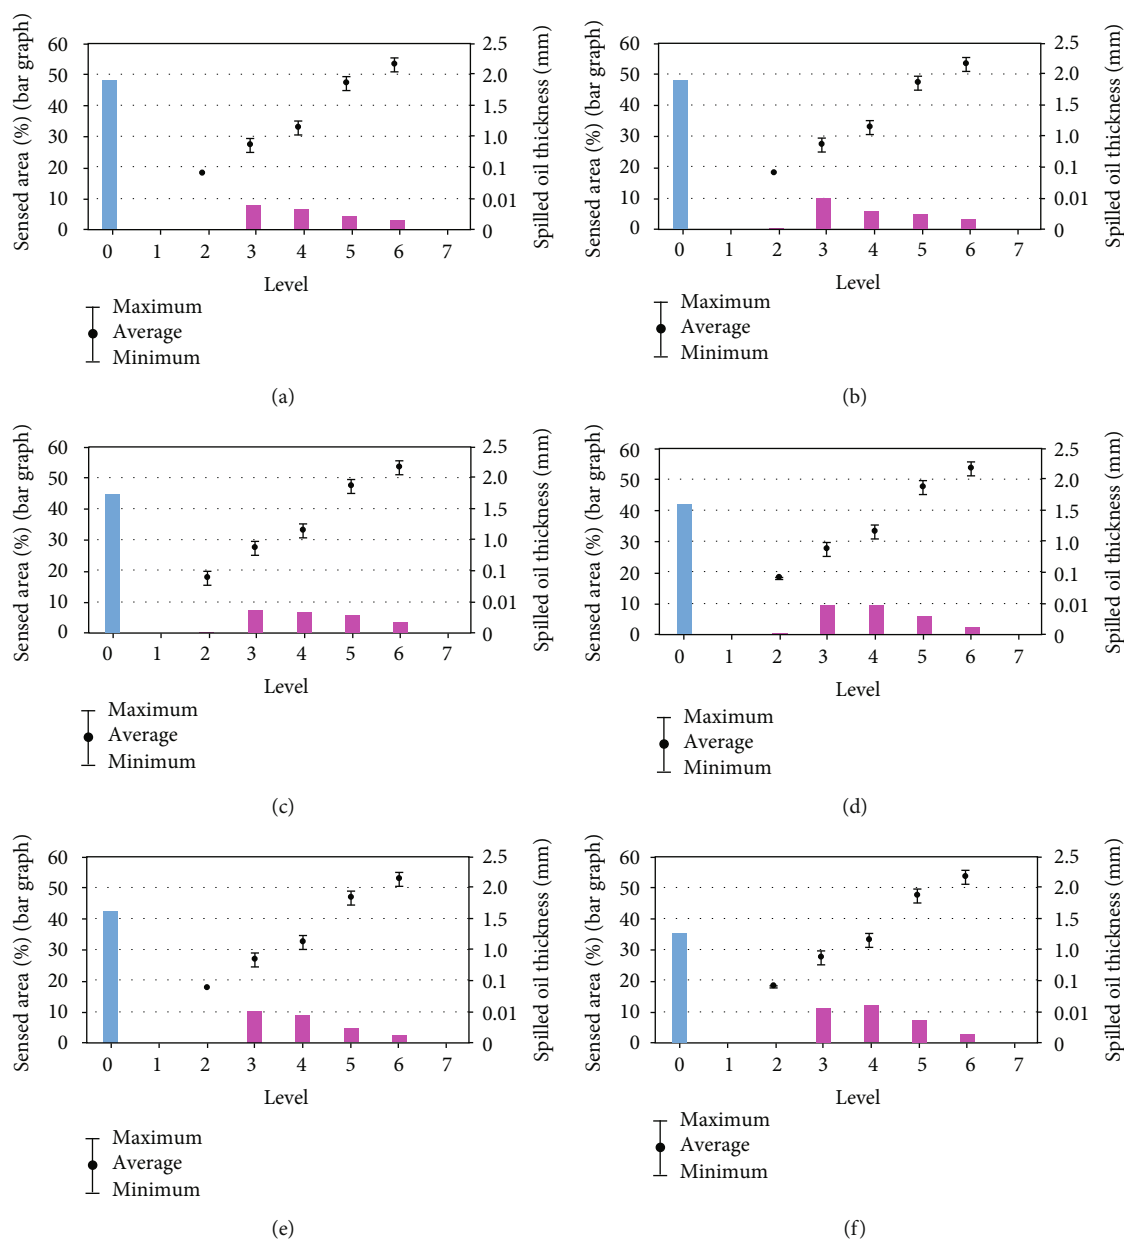 Sensed area (%) (bar graph)
60
50
40
30
20
10
0
2.5
2.0
1.5
1.0
0.1
0.01
0
Spilled oil thickness (mm)
0 1 2 3 4 5 6 7
Level
Maximum
Average
Minimum
(a)
Sensed area (%) (bar graph)
60
50
40
30
20
10
0
2.5
2.0
1.5
1.0
0.1
0.01
0
Spilled oil thickness (mm)
0 1 2 3 4 5 6 7
Level
Maximum
Average
Minimum
(b)
Sensed area (%) (bar graph)
60
50
40
30
20
10
0
2.5
2.0
1.5
1.0
0.1
0.01
0
Spilled oil thickness (mm)
0 1 2 3 4 5 6 7
Level
Maximum
Average
Minimum
(c)
Sensed area (%) (bar graph)
60
50
40
30
20
10
0
2.5
2.0
1.5
1.0
0.1
0.01
0
Spilled oil thickness (mm)
0 1 2 3 4 5 6 7
Level
Maximum
Average
Minimum
(d)
Sensed area (%) (bar graph)
60
50
40
30
20
10
0
2.5
2.0
1.5
1.0
0.1
0.01
0
Spilled oil thickness (mm)
0 1 2 3 4 5 6 7
Level
Maximum
Average
Minimum
(e)
Sensed area (%) (bar graph)
60
50
40
30
20
10
0
2.5
2.0
1.5
1.0
0.1
0.01
0
Spilled oil thickness (mm)
0 1 2 3 4 5 6 7
Level
Maximum
Average
Minimum
(f)